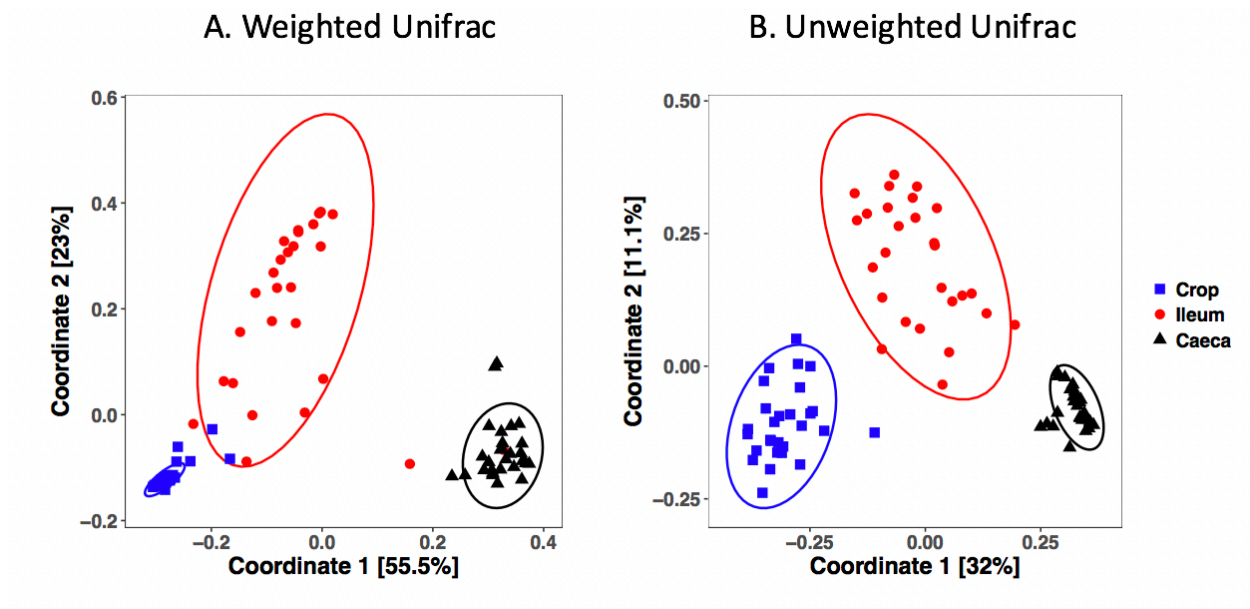 A. Weighted Unifrac
B. Unweighted Unifrac
0.6
0.4
0.2
0.0
−0.2
Coordinate 2 [23%]
−0.2
0.0
0.2
0.4
Coordinate 1 [55.5%]
0.50
0.25
0.00
−0.25
Coordinate 2 [11.1%]
−0.25
0.00
0.25
Coordinate 1 [32%]
Crop
Ileum
Caeca